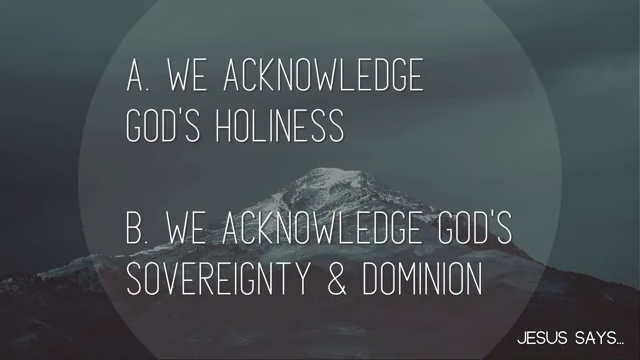 A. WE ACKNOWLEDGE
GOD'S HOLINESS
B. WE ACKNOWLEDGE GOD'S
SOVEREIGNTY & DOMINION
JESUS SAYS...